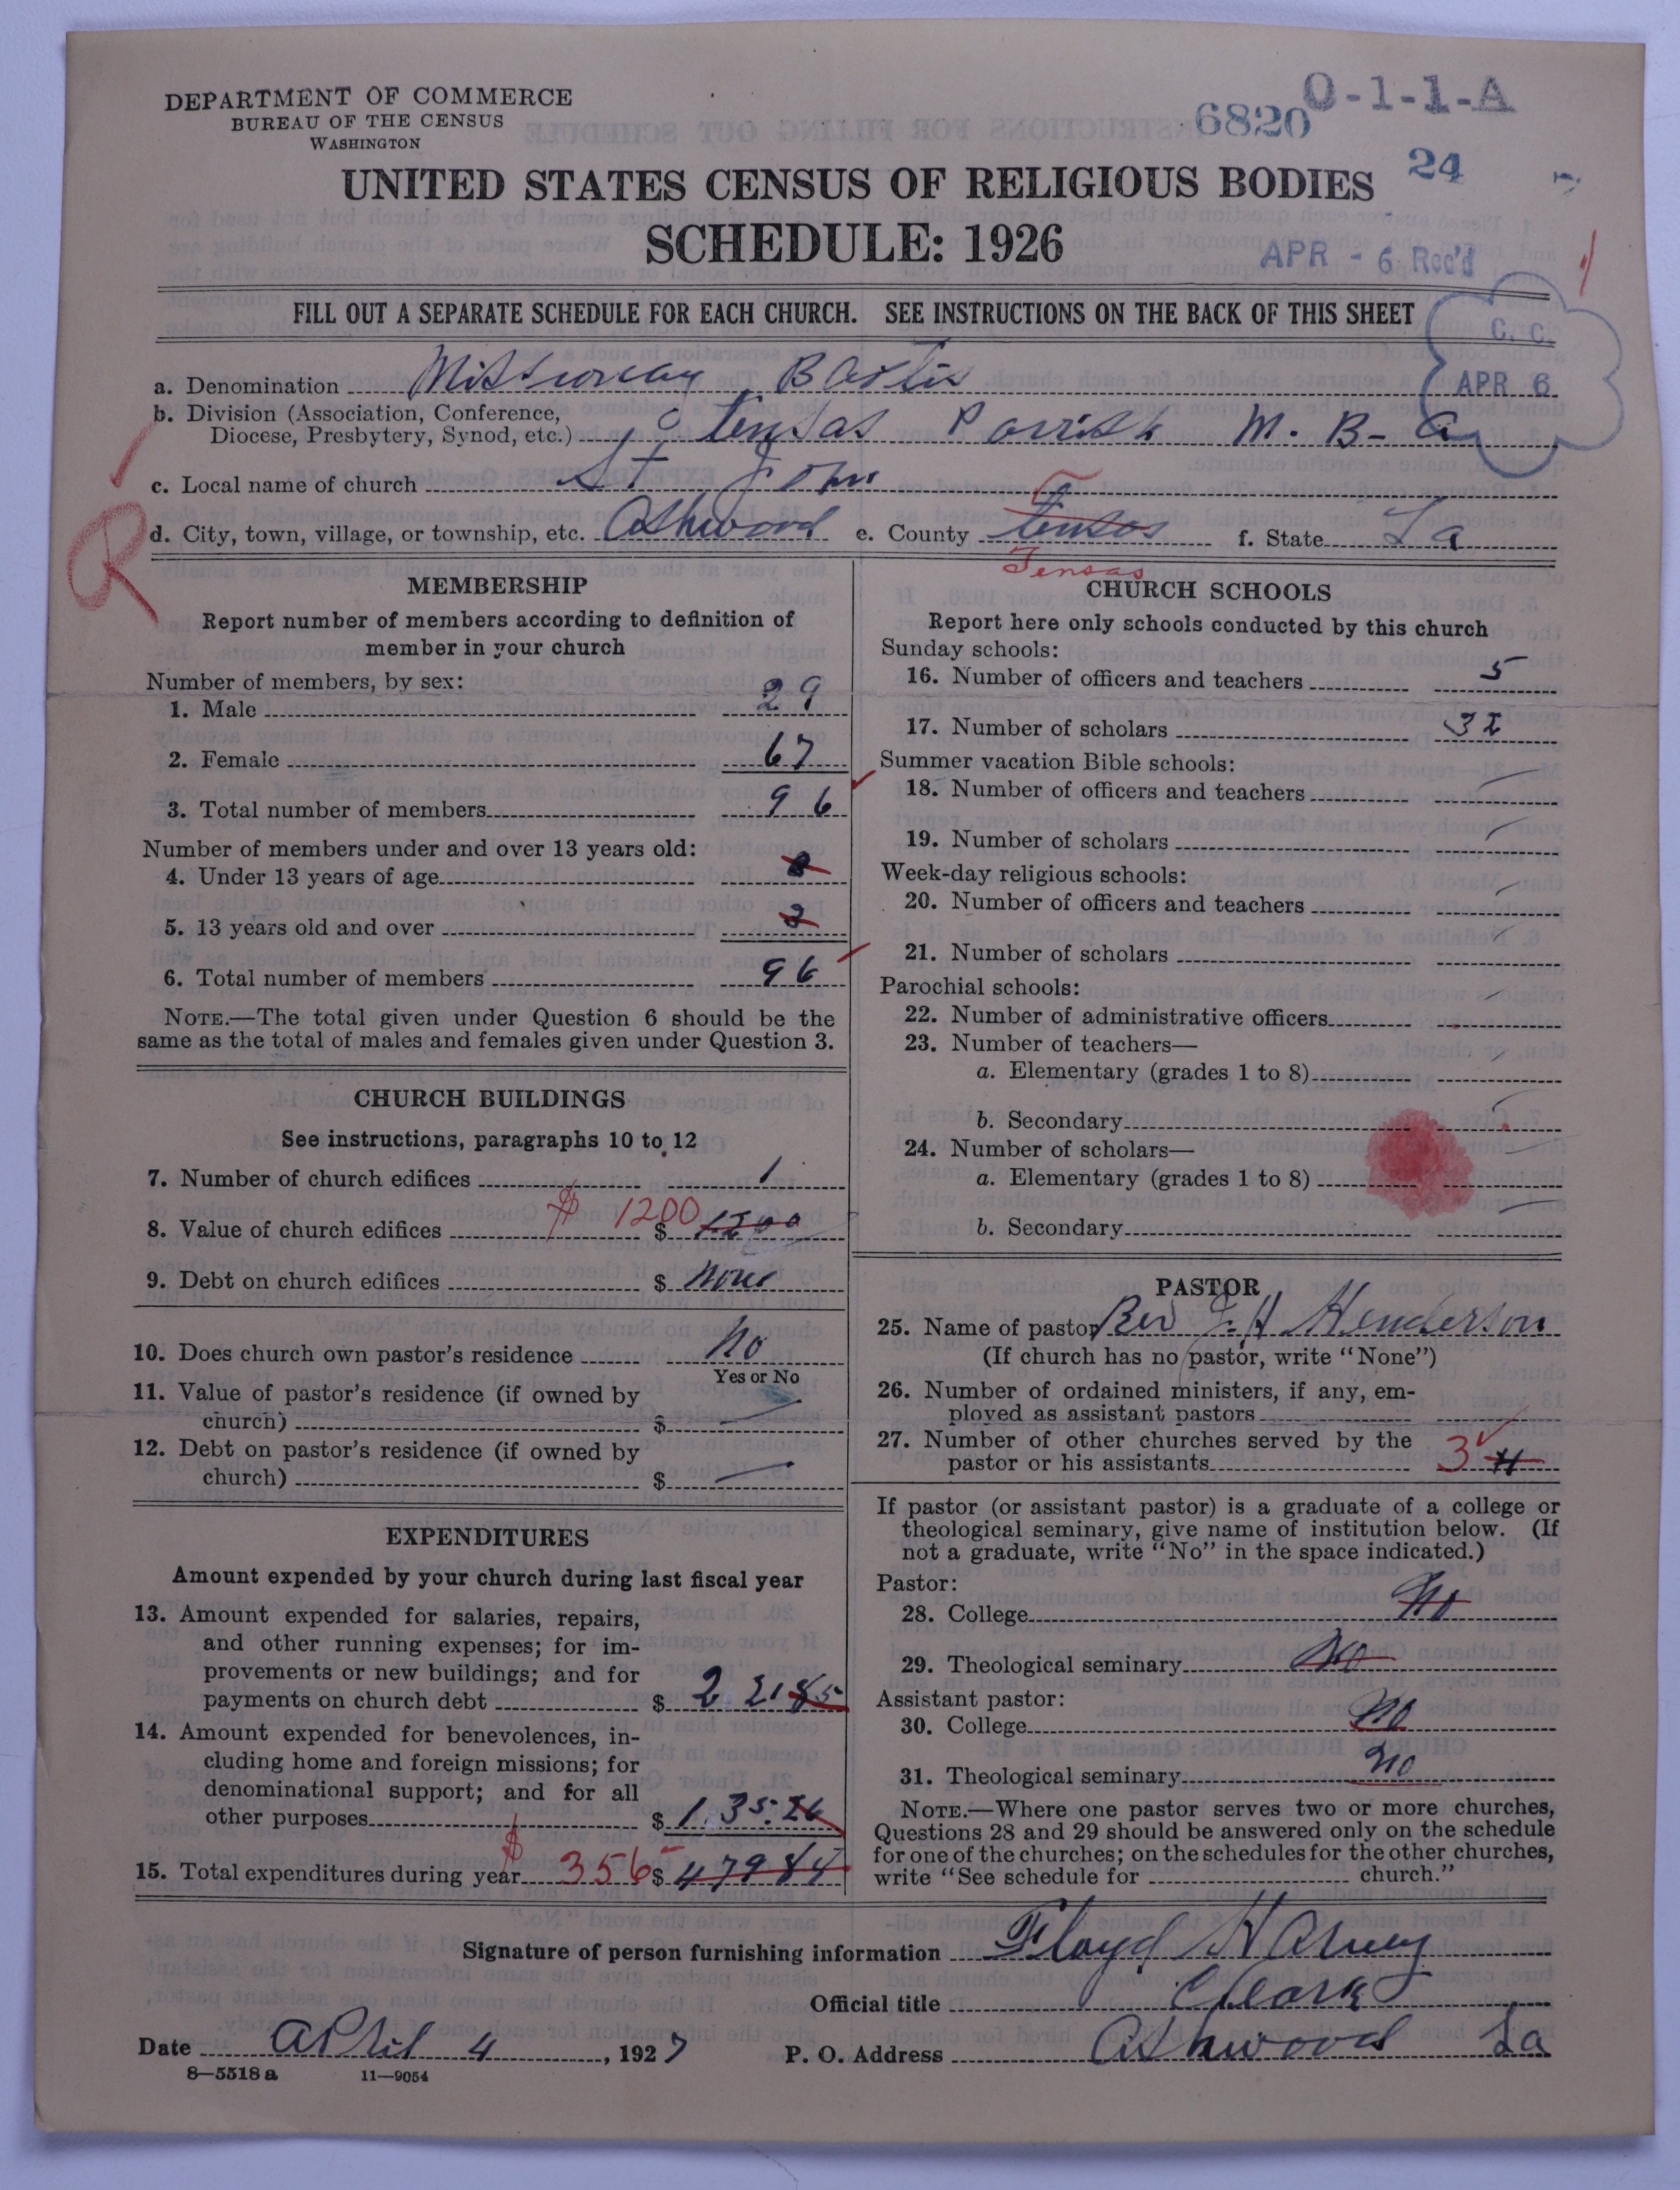 DEPARTMENT OF COMMERCE
BUREAU OF THE CENSUS
WASHINGTON
6820 O-1-1-A
24
UNITED STATES CENSUS OF RELIGIOUS BODIES
SCHEDULE: 1926
APR - 6 Rec'd
FILL OUT A SEPARATE SCHEDULE FOR EACH CHURCH. SEE INSTRUCTIONS ON THE BACK OF THIS SHEET
C. C.
APR 6
a. Denomination
b. Division (Association, Conference,
Diocese, Presbytery, Synod, etc.) Tensas Parrish M. B- a
c. Local name of church St John
d. City, town, village, or township, etc. Ashwood e. County Tensas f. State La
Tensas
R
MEMBERSHIP
Report number of members according to definition of
member in your church
Number of members, by sex:
1. Male 29
2. Female 67
3. Total number of members 96
Number of members under and over 13 years old:
4. Under 13 years of age
5. 13 years old and over
6. Total number of members 96
NOTE.—The total given under Question 6 should be the
same as the total of males and females given under Question 3.
CHURCH BUILDINGS
See instructions, paragraphs 10 to 12
7. Number of church edifices 1
8. Value of church edifices $ 1200 $ 1200
9. Debt on church edifices $ None
10. Does church own pastor's residence No
Yes or No
11. Value of pastor's residence (if owned by
church) $ —
12. Debt on pastor's residence (if owned by
church) $ —
EXPENDITURES
Amount expended by your church during last fiscal year
13. Amount expended for salaries, repairs,
and other running expenses; for im-
provements or new buildings; and for
payments on church debt $ 2 21 85
14. Amount expended for benevolences, in-
cluding home and foreign missions; for
denominational support; and for all
other purposes $ 1 35.26
15. Total expenditures during year $ 356 $ 479 84
CHURCH SCHOOLS
Report here only schools conducted by this church
Sunday schools:
16. Number of officers and teachers 5
17. Number of scholars 32
Summer vacation Bible schools:
18. Number of officers and teachers
19. Number of scholars
Week-day religious schools:
20. Number of officers and teachers
21. Number of scholars
Parochial schools:
22. Number of administrative officers
23. Number of teachers—
a. Elementary (grades 1 to 8)
b. Secondary
24. Number of scholars—
a. Elementary (grades 1 to 8)
b. Secondary
PASTOR
25. Name of pastor Rev J. H Henderson
(If church has no pastor, write "None")
26. Number of ordained ministers, if any, em-
ployed as assistant pastors
27. Number of other churches served by the
pastor or his assistants 3 4
If pastor (or assistant pastor) is a graduate of a college or
theological seminary, give name of institution below. (If
not a graduate, write "No" in the space indicated.)
Pastor:
28. College No
29. Theological seminary No
Assistant pastor:
30. College No
31. Theological seminary No
NOTE.—Where one pastor serves two or more churches,
Questions 28 and 29 should be answered only on the schedule
for one of the churches; on the schedules for the other churches,
write "See schedule for church."
Signature of person furnishing information Floyd Harvey
Official title Cleark
Date April 4, 1927 P. O. Address Ashwood La
8—5518 a 11—9054